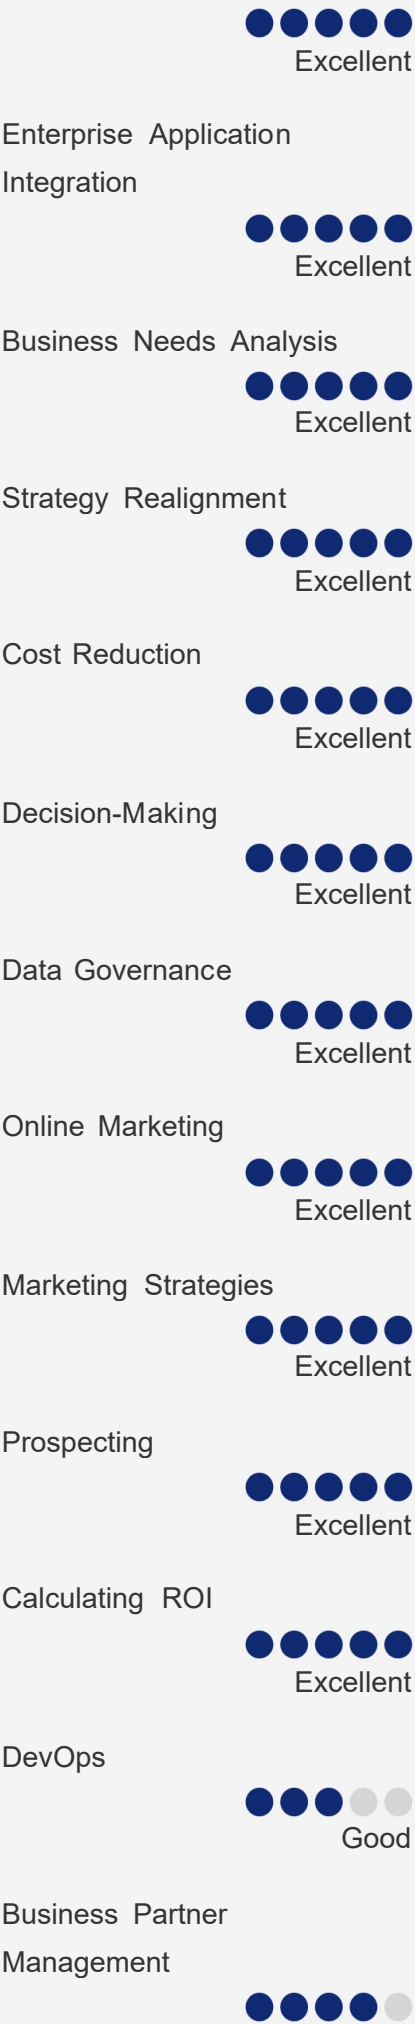 Excellent
Enterprise Application
Integration
Excellent
Business Needs Analysis
Excellent
Strategy Realignment
Excellent
Cost Reduction
Excellent
Decision-Making
Excellent
Data Governance
Excellent
Online Marketing
Excellent
Marketing Strategies
Excellent
Prospecting
Excellent
Calculating ROI
Excellent
DevOps
Good
Business Partner
Management